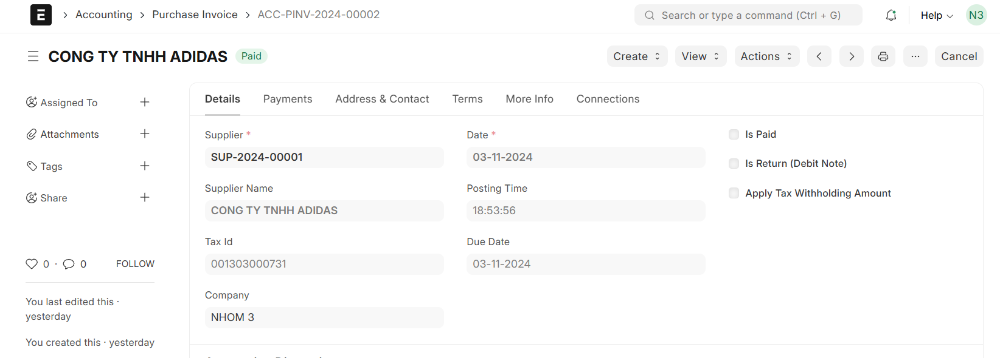 Accounting > Purchase Invoice > ACC-PINV-2024-00002
Search or type a command (Ctrl + G)
Help
N3
CONG TY TNHH ADIDAS
Paid
Create
View
Actions
Cancel
Assigned To
Attachments
Tags
Share
0 · 0
FOLLOW
You last edited this ·
yesterday
You created this · yesterday
Details
Payments
Address & Contact
Terms
More Info
Connections
Supplier *
SUP-2024-00001
Supplier Name
CONG TY TNHH ADIDAS
Tax Id
001303000731
Company
NHOM 3
Date *
03-11-2024
Posting Time
18:53:56
Due Date
03-11-2024
Is Paid
Is Return (Debit Note)
Apply Tax Withholding Amount